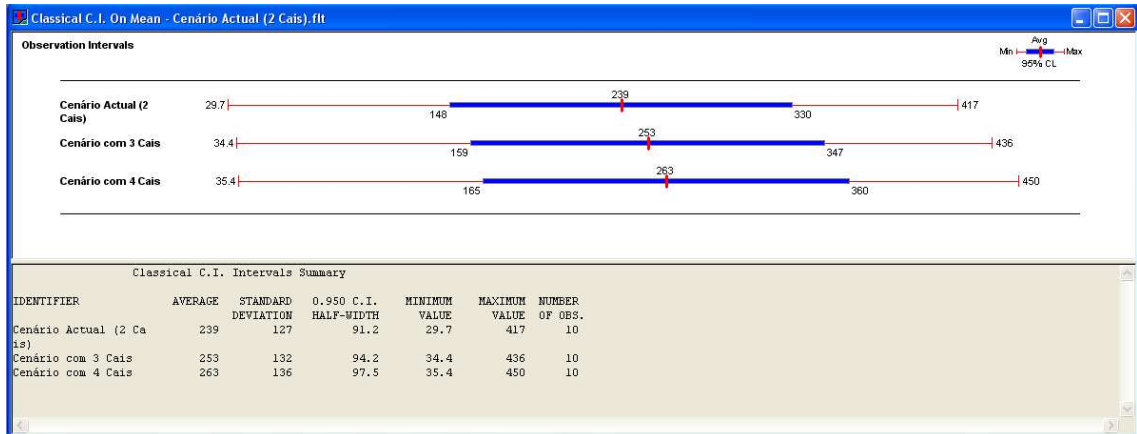 Classical C.I. On Mean - Cenário Actual (2 Cais).flt
Observation Intervals
Avg
Min Max
95% CL
239
Cenário Actual (2 29.7 417
Cais) 148 330
253
Cenário com 3 Cais 34.4 436
159 347
263
Cenário com 4 Cais 35.4 450
165 360
Classical C.I. Intervals Summary
IDENTIFIER AVERAGE STANDARD 0.950 C.I. MINIMUM MAXIMUM NUMBER
DEVIATION HALF-WIDTH VALUE VALUE OF OBS.
Cenário Actual (2 Ca 239 127 91.2 29.7 417 10
is)
Cenário com 3 Cais 253 132 94.2 34.4 436 10
Cenário com 4 Cais 263 136 97.5 35.4 450 10